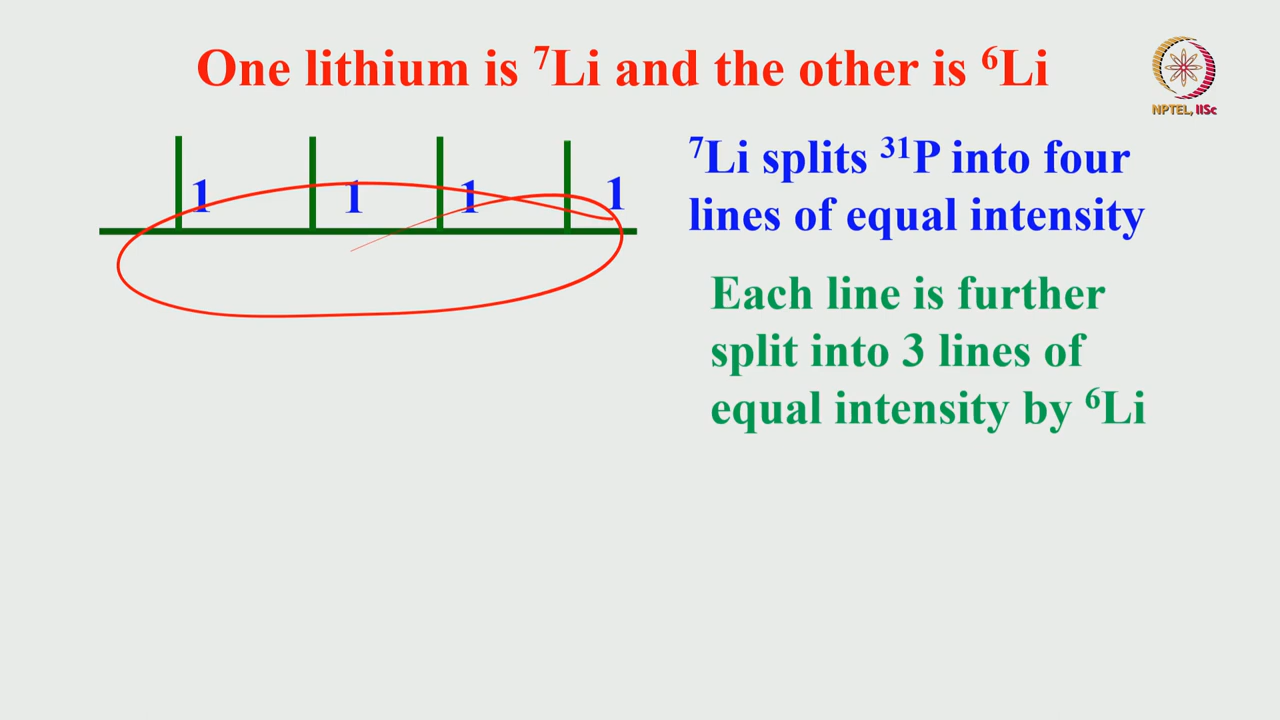 One lithium is ⁷Li and the other is ⁶Li
NPTEL, IISc
1 1 1 1
⁷Li splits ³¹P into four
lines of equal intensity
Each line is further
split into 3 lines of
equal intensity by ⁶Li